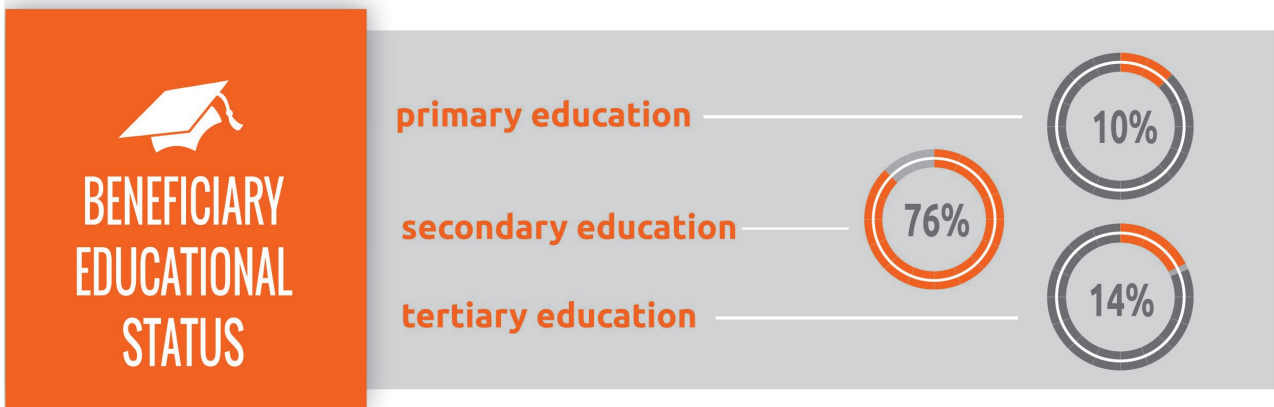 BENEFICIARY
EDUCATIONAL
STATUS
primary education
10%
secondary education
76%
tertiary education
14%